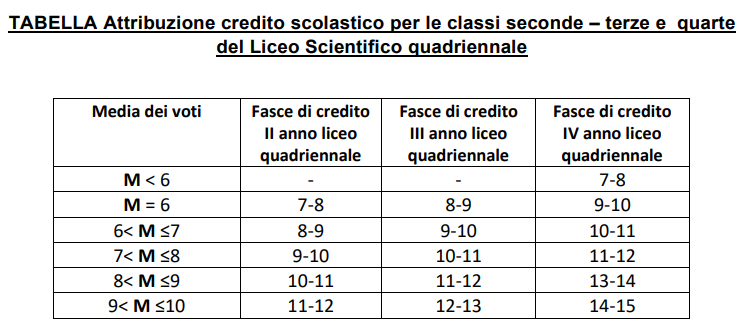 TABELLA Attribuzione credito scolastico per le classi seconde – terze e quarte
del Liceo Scientifico quadriennale
Media dei voti Fasce di credito Fasce di credito Fasce di credito
II anno liceo III anno liceo IV anno liceo
quadriennale quadriennale quadriennale
M < 6 - - 7-8
M = 6 7-8 8-9 9-10
6< M ≤7 8-9 9-10 10-11
7< M ≤8 9-10 10-11 11-12
8< M ≤9 10-11 11-12 13-14
9< M ≤10 11-12 12-13 14-15